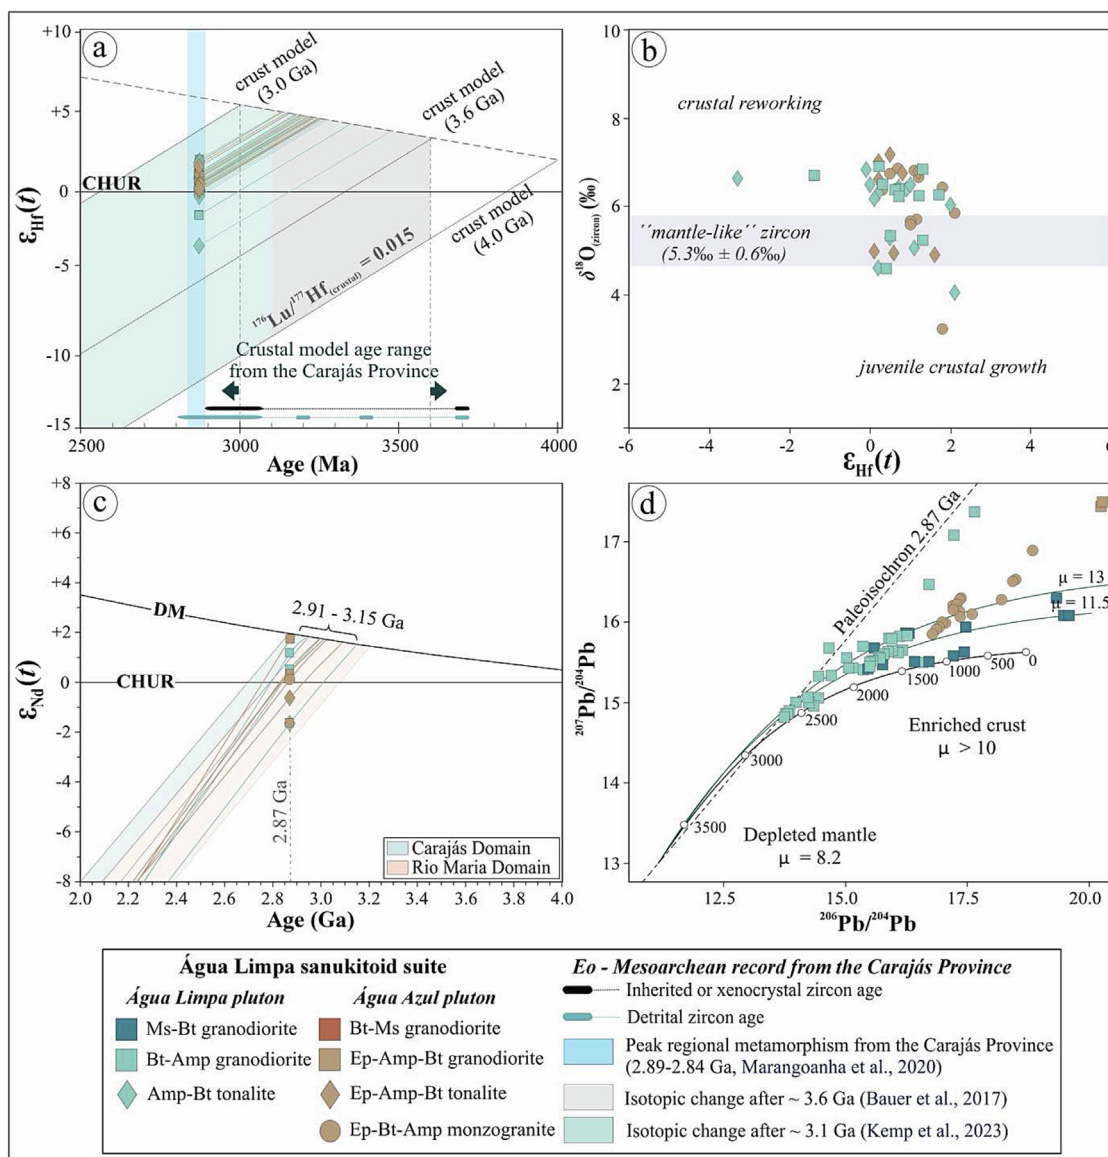 +10
+5
0
-5
-10
-15
εHf(t)
a
crust model
(3.0 Ga)
crust model
(3.6 Ga)
crust model
(4.0 Ga)
CHUR
176Lu/177Hf(crustal) = 0.015
Crustal model age range
from the Carajás Province
2500
3000
3500
4000
Age (Ma)
10
8
6
4
2
1
δ18O(zircon) (‰)
b
crustal reworking
´´mantle-like´´ zircon
(5.3‰ ± 0.6‰)
juvenile crustal growth
-6
-4
-2
0
2
4
6
εHf(t)
+8
+6
+4
+2
0
-2
-4
-6
-8
εNd(t)
c
DM
2.91 - 3.15 Ga
CHUR
2.87 Ga
Carajás Domain
Rio Maria Domain
2.0
2.2
2.4
2.6
2.8
3.0
3.2
3.4
3.6
3.8
4.0
Age (Ga)
17
16
15
14
13
207Pb/204Pb
d
Paleoisochron 2.87 Ga
μ = 13
μ = 11.5
0
500
1000
1500
2000
2500
3000
3500
Enriched crust
μ > 10
Depleted mantle
μ = 8.2
12.5
15.0
17.5
20.0
206Pb/204Pb
Água Limpa sanukitoid suite
Água Limpa pluton
Ms-Bt granodiorite
Bt-Amp granodiorite
Amp-Bt tonalite
Água Azul pluton
Bt-Ms granodiorite
Ep-Amp-Bt granodiorite
Ep-Amp-Bt tonalite
Ep-Bt-Amp monzogranite
Eo - Mesoarchean record from the Carajás Province
Inherited or xenocrystal zircon age
Detrital zircon age
Peak regional metamorphism from the Carajás Province
(2.89-2.84 Ga, Marangoanha et al., 2020)
Isotopic change after ~ 3.6 Ga (Bauer et al., 2017)
Isotopic change after ~ 3.1 Ga (Kemp et al., 2023)